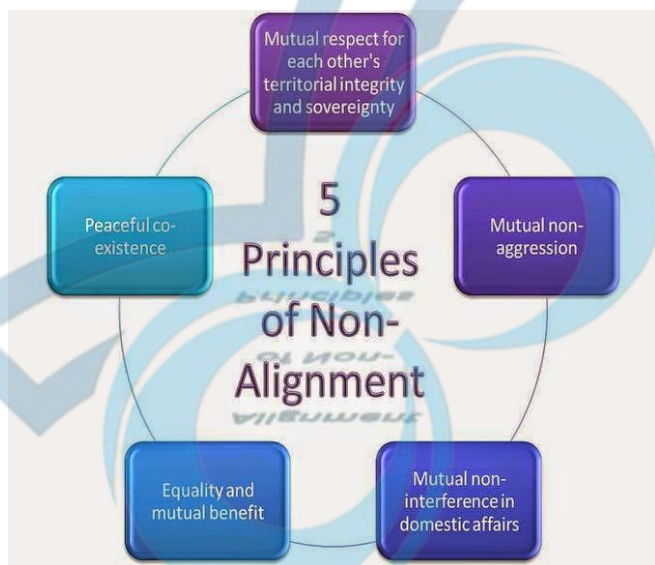 Mutual respect for
each other's
territorial integrity
and sovereignty
Mutual non-
aggression
Mutual non-
interference in
domestic affairs
Equality and
mutual benefit
Peaceful co-
existence
5
Principles
of Non-
Alignment